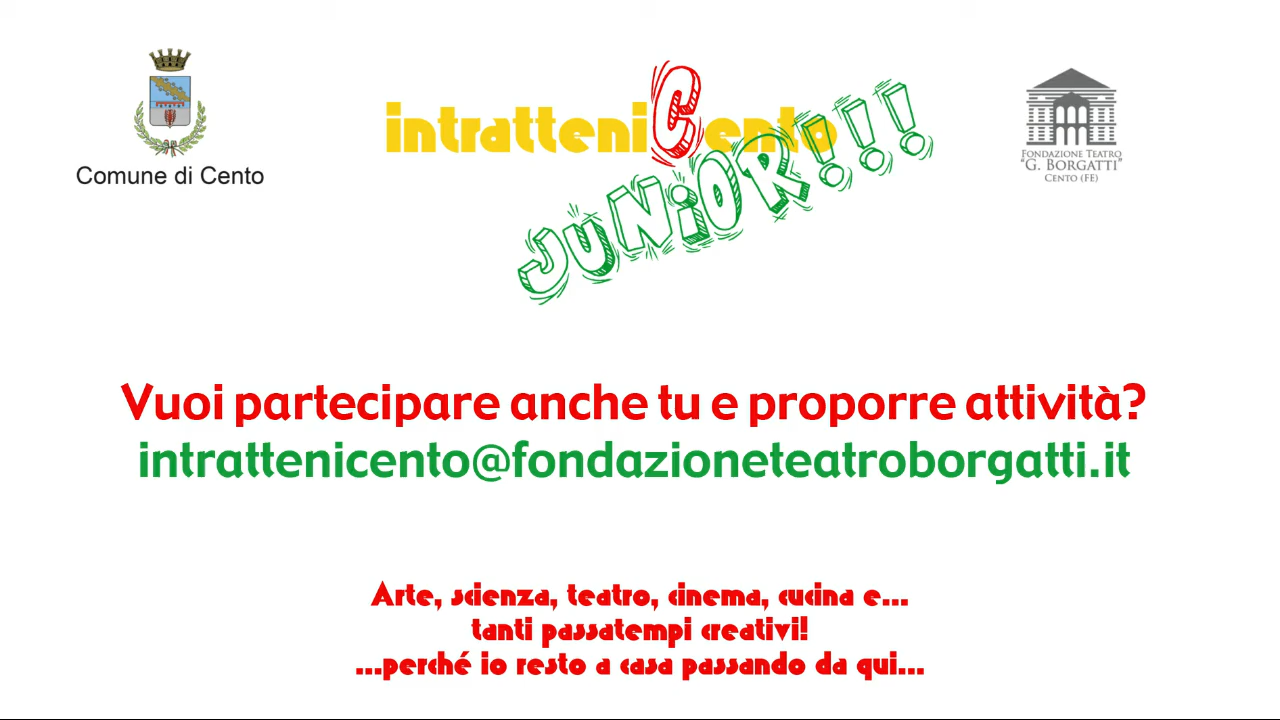 Comune di Cento
intratteniCento
JUNiOR!!!
FONDAZIONE TEATRO
"G. BORGATTI"
CENTO (FE)
Vuoi partecipare anche tu e proporre attività?
intrattenicento@fondazioneteatroborgatti.it
Arte, scienza, teatro, cinema, cucina e...
tanti passatempi creativi!
...perché io resto a casa passando da qui...